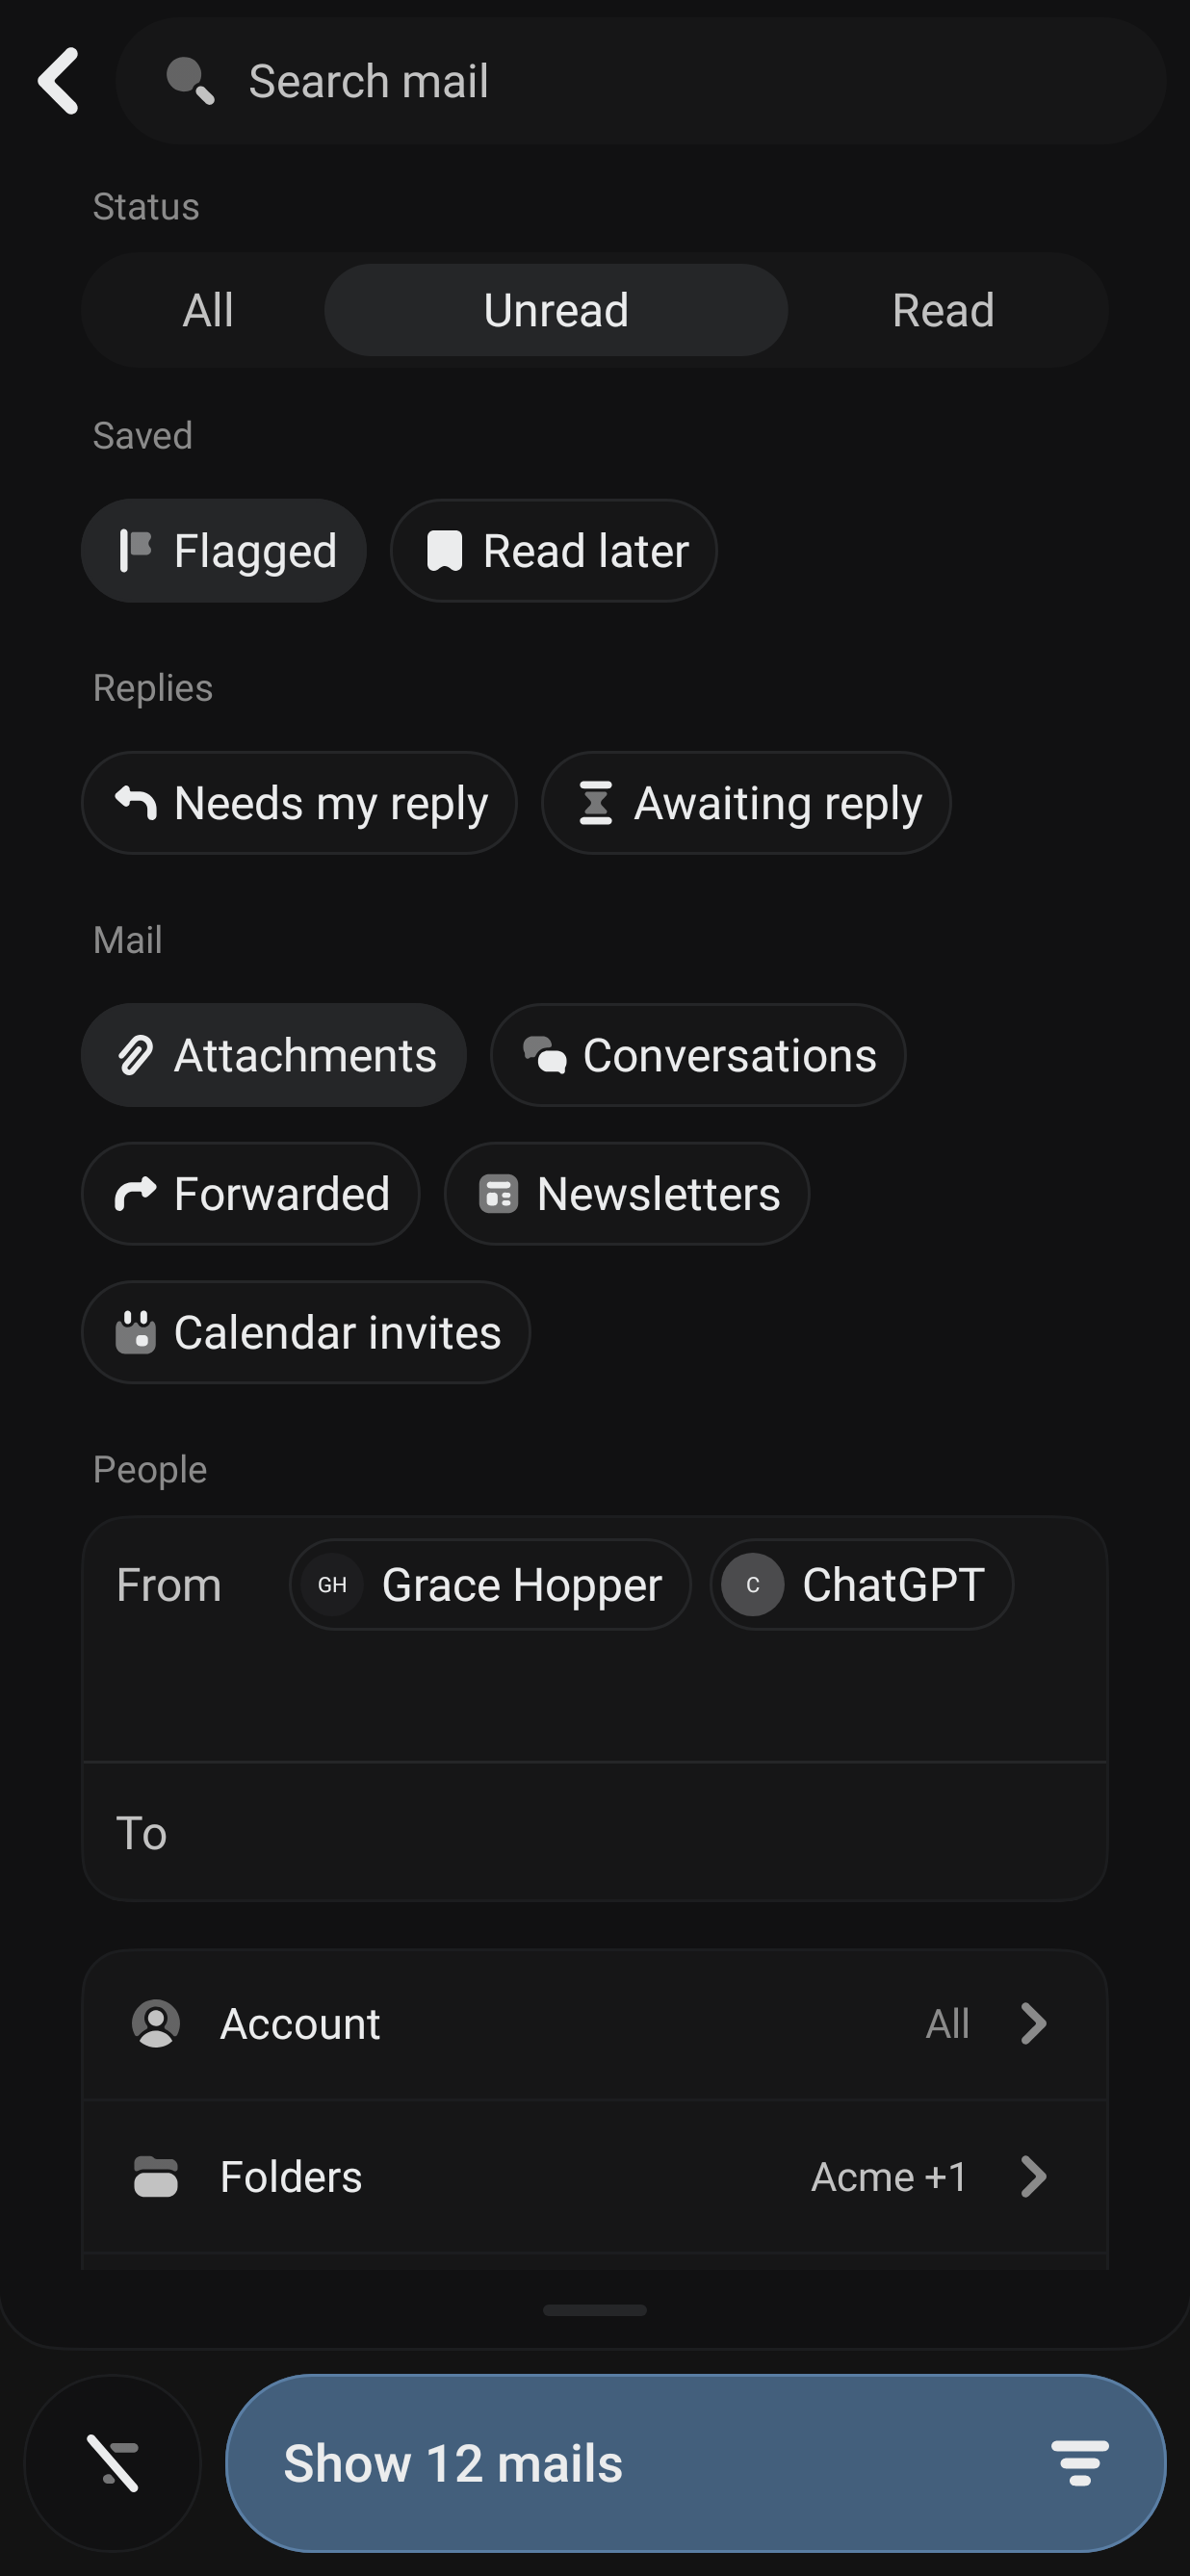 Search mail
Status
All Unread Read
Saved
Flagged Read later
Replies
Needs my reply Awaiting reply
Mail
Attachments Conversations
Forwarded Newsletters
Calendar invites
People
From GH Grace Hopper C ChatGPT
To
Account All
Folders Acme +1
Show 12 mails